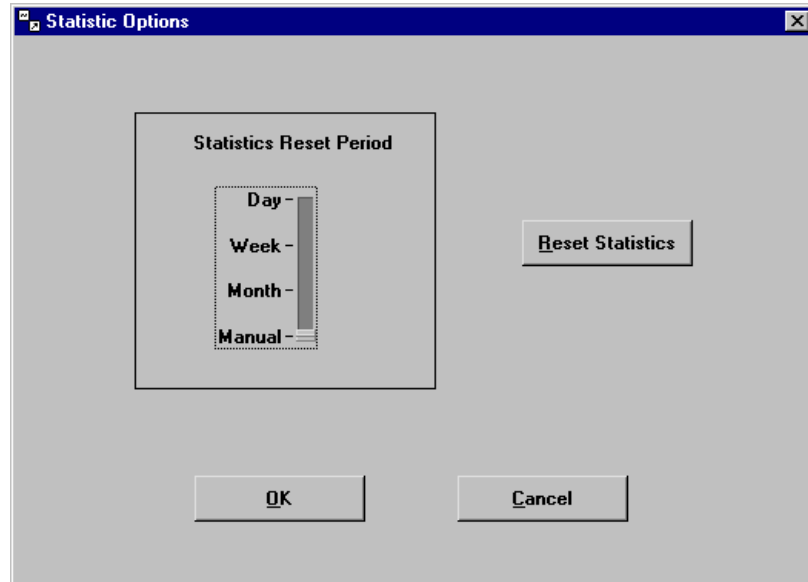 Statistic Options
Statistics Reset Period
Day
Week
Month
Manual
Reset Statistics
OK
Cancel